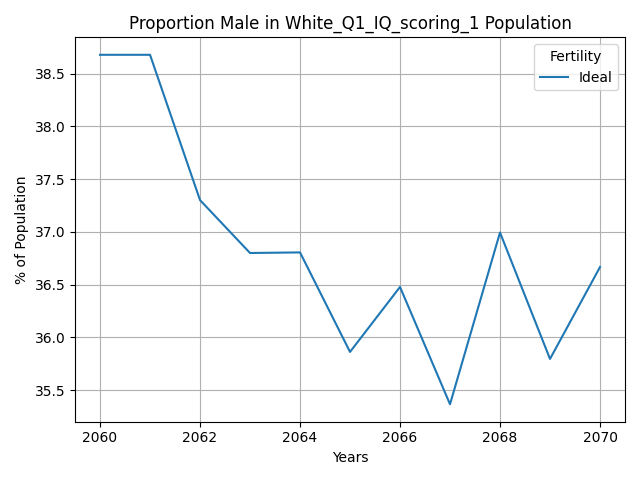 Proportion Male in White_Q1_IQ_scoring_1 Population
Fertility
Ideal
% of Population
38.5
38.0
37.5
37.0
36.5
36.0
35.5
2060 2062 2064 2066 2068 2070
Years